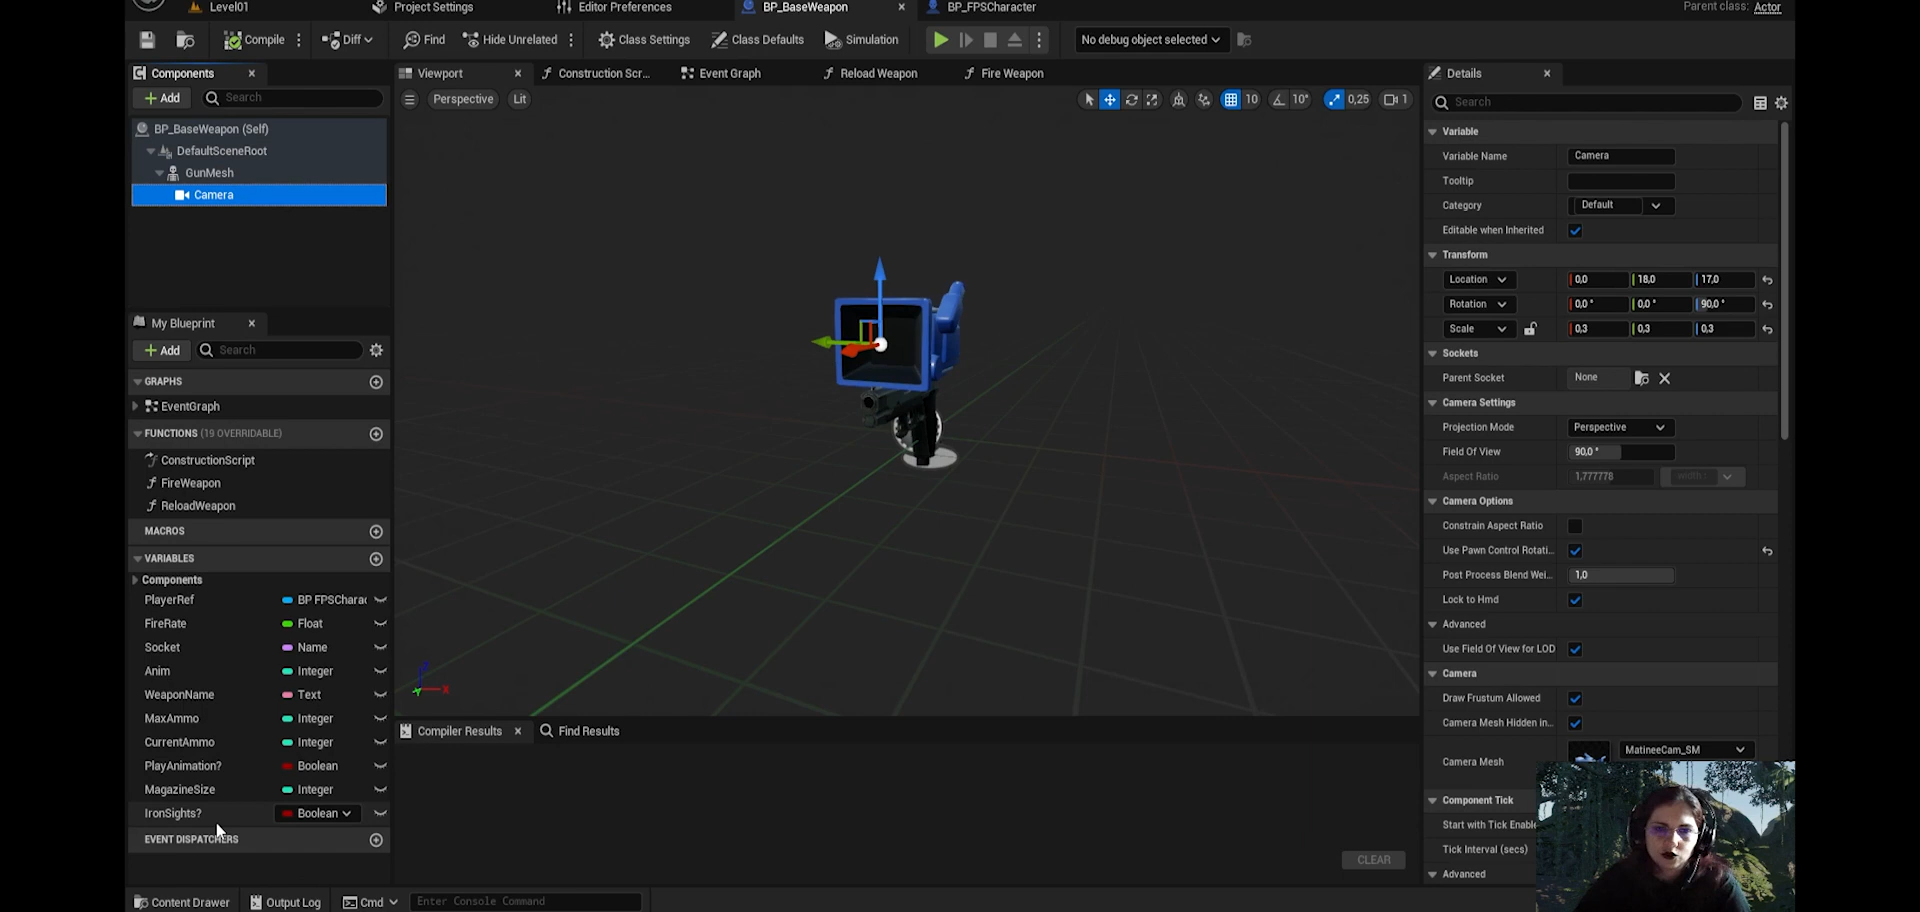 Level01
Project Settings
Editor Preferences
BP_BaseWeapon
BP_FPSCharacter
Parent class: Actor
Compile
Diff
Find
Hide Unrelated
Class Settings
Class Defaults
Simulation
No debug object selected
Components
Add
Search
BP_BaseWeapon (Self)
DefaultSceneRoot
GunMesh
Camera
My Blueprint
Add
Search
GRAPHS
EventGraph
FUNCTIONS (19 OVERRIDABLE)
ConstructionScript
FireWeapon
ReloadWeapon
MACROS
VARIABLES
Components
PlayerRef BP FPSCharac
FireRate Float
Socket Name
Anim Integer
WeaponName Text
MaxAmmo Integer
CurrentAmmo Integer
PlayAnimation? Boolean
MagazineSize Integer
IronSights? Boolean
EVENT DISPATCHERS
Viewport
Construction Scr...
Event Graph
Reload Weapon
Fire Weapon
Perspective
Lit
10
10°
0,25
1
X
Compiler Results
Find Results
CLEAR
Details
Search
Variable
Variable Name Camera
Tooltip
Category Default
Editable when Inherited
Transform
Location 0,0 18,0 17,0
Rotation 0,0 ° 0,0 ° 90,0 °
Scale 0,3 0,3 0,3
Sockets
Parent Socket None
Camera Settings
Projection Mode Perspective
Field Of View 90,0 °
Aspect Ratio 1,777778
Camera Options
Constrain Aspect Ratio
Use Pawn Control Rotati...
Post Process Blend Wei... 1,0
Lock to Hmd
Advanced
Use Field Of View for LOD
Camera
Draw Frustum Allowed
Camera Mesh Hidden in...
Camera Mesh MatineeCam_SM
Component Tick
Start with Tick Enable
Tick Interval (secs)
Advanced
Content Drawer
Output Log
Cmd
Enter Console Command